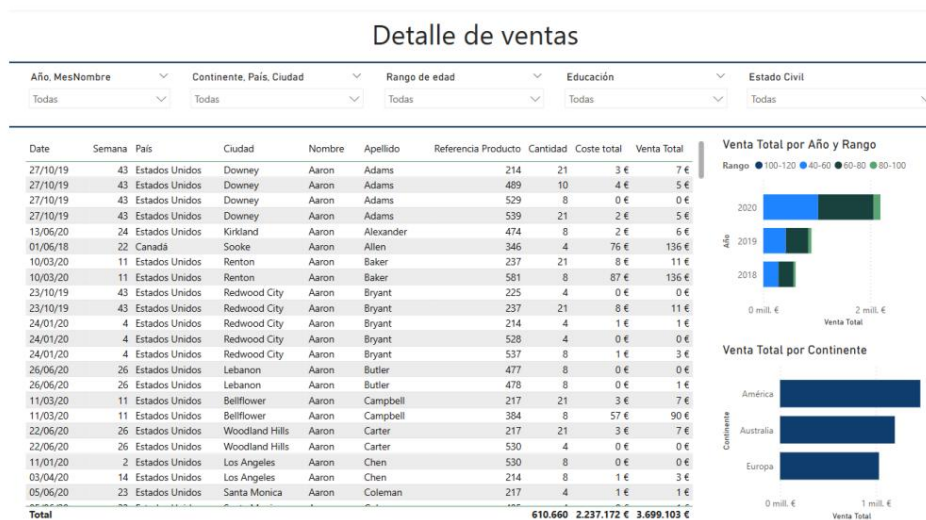 Detalle de ventas
Año, MesNombre Continente, País, Ciudad Rango de edad Educación Estado Civil
Todas Todas Todas Todas Todas
Date Semana País Ciudad Nombre Apellido Referencia Producto Cantidad Coste total Venta Total
27/10/19 43 Estados Unidos Downey Aaron Adams 214 21 3 € 7 €
27/10/19 43 Estados Unidos Downey Aaron Adams 489 10 4 € 5 €
27/10/19 43 Estados Unidos Downey Aaron Adams 529 8 0 € 0 €
27/10/19 43 Estados Unidos Downey Aaron Adams 539 21 2 € 5 €
13/06/20 24 Estados Unidos Kirkland Aaron Alexander 474 8 2 € 6 €
01/06/18 22 Canadá Sooke Aaron Allen 346 4 76 € 136 €
10/03/20 11 Estados Unidos Renton Aaron Baker 237 21 8 € 11 €
10/03/20 11 Estados Unidos Renton Aaron Baker 581 8 87 € 136 €
23/10/19 43 Estados Unidos Redwood City Aaron Bryant 225 4 0 € 0 €
23/10/19 43 Estados Unidos Redwood City Aaron Bryant 237 21 8 € 11 €
24/01/20 4 Estados Unidos Redwood City Aaron Bryant 214 4 1 € 1 €
24/01/20 4 Estados Unidos Redwood City Aaron Bryant 528 4 0 € 0 €
24/01/20 4 Estados Unidos Redwood City Aaron Bryant 537 8 1 € 3 €
26/06/20 26 Estados Unidos Lebanon Aaron Butler 477 8 0 € 0 €
26/06/20 26 Estados Unidos Lebanon Aaron Butler 478 8 0 € 1 €
11/03/20 11 Estados Unidos Bellflower Aaron Campbell 217 21 3 € 7 €
11/03/20 11 Estados Unidos Bellflower Aaron Campbell 384 8 57 € 90 €
22/06/20 26 Estados Unidos Woodland Hills Aaron Carter 217 21 3 € 7 €
22/06/20 26 Estados Unidos Woodland Hills Aaron Carter 530 4 0 € 0 €
11/01/20 2 Estados Unidos Los Angeles Aaron Chen 530 8 0 € 0 €
03/04/20 14 Estados Unidos Los Angeles Aaron Chen 214 8 1 € 3 €
05/06/20 23 Estados Unidos Santa Monica Aaron Coleman 217 4 1 € 1 €
Total 610.660 2.237.172 € 3.699.103 €
Venta Total por Año y Rango
Rango 100-120 40-60 60-80 80-100
Año
2020
2019
2018
0 mill. € 2 mill. €
Venta Total
Venta Total por Continente
Continente
América
Australia
Europa
0 mill. € 1 mill. €
Venta Total